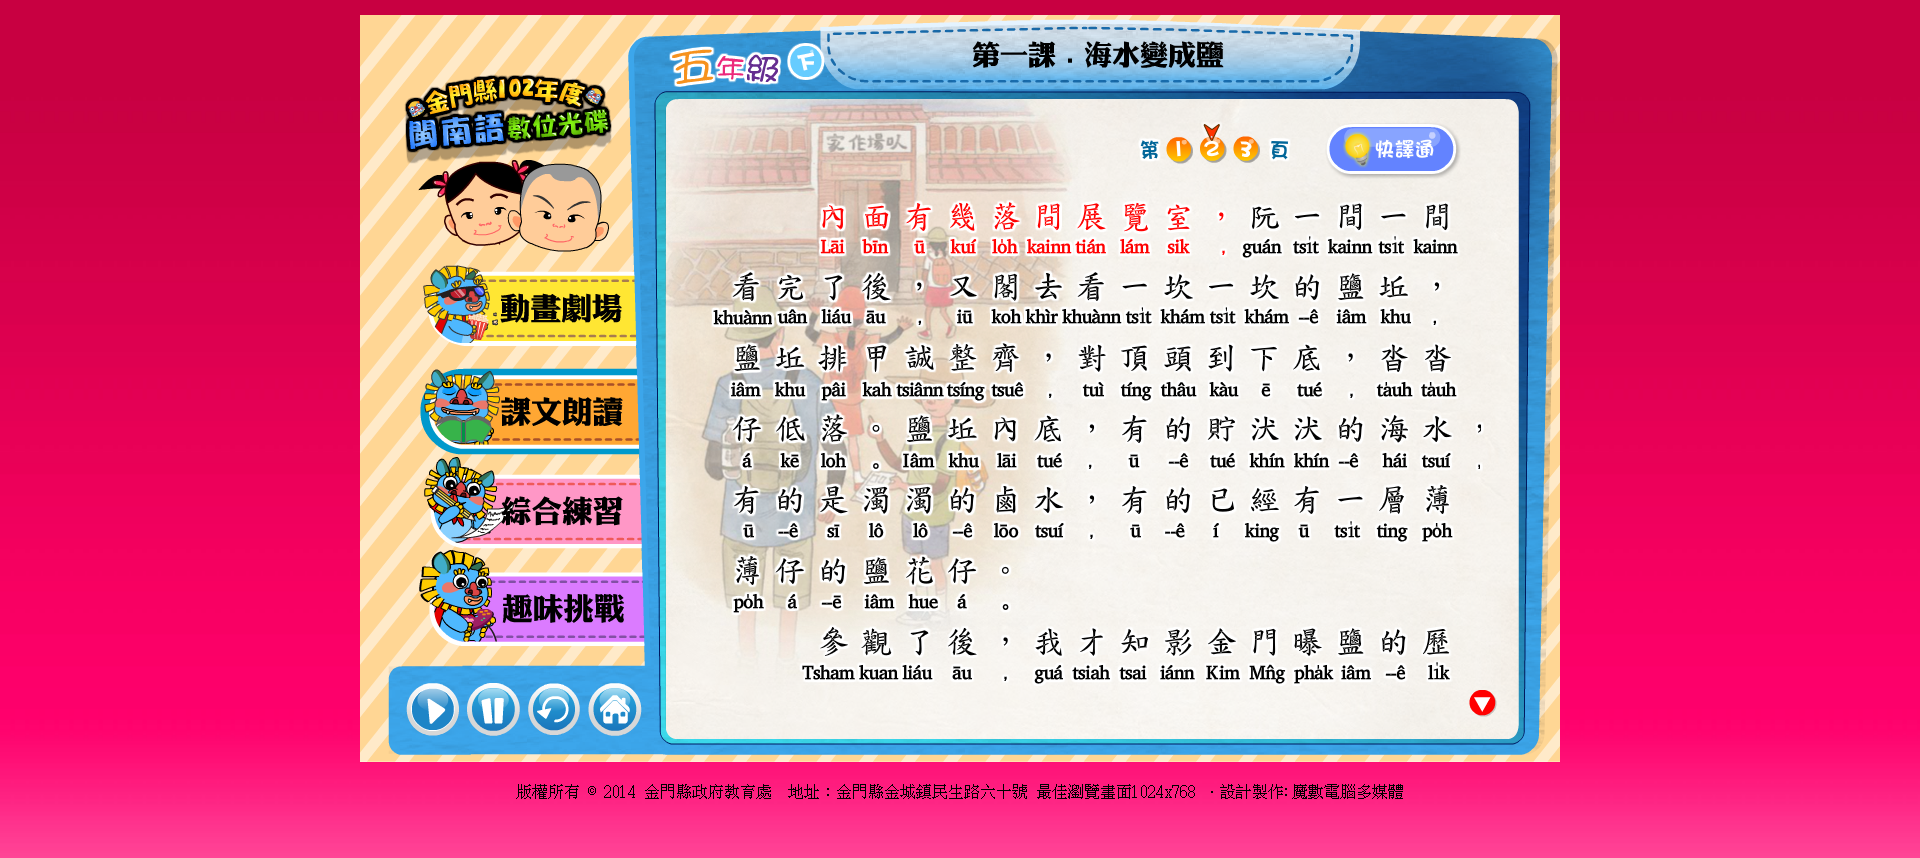 五年級 下
第一課．海水變成鹽
金門縣102年度
閩南語數位光碟
家作場叭
第 1 2 3 頁
快譯通
動畫劇場
課文朗讀
綜合練習
趣味挑戰
內面有幾落間展覽室，阮一間一間
Lāi bīn ū kuí lo̍h kainn tián lám sik , guán tsi̍t kainn tsi̍t kainn
看完了後，又閣去看一坎一坎的鹽坵，
khuànn uân liáu āu , iū koh khìr khuànn tsi̍t khám tsi̍t khám --ê iâm khu ,
鹽坵排甲誠整齊，對頂頭到下底，沓沓
iâm khu pâi kah tsiânn tsíng tsuê , tuì tíng thâu kàu ē tué , ta̍uh ta̍uh
仔低落。鹽坵內底，有的貯泱泱的海水，
á kē loh 。 Iâm khu lāi tué , ū --ê tué khín khín --ê hái tsuí ,
有的是濁濁的鹵水，有的已經有一層薄
ū --ê sī lô lô --ê lōo tsuí , ū --ê í king ū tsi̍t ting po̍h
薄仔的鹽花仔。
po̍h á --ē iâm hue á 。
參觀了後，我才知影金門曝鹽的歷
Tsham kuan liáu āu , guá tsiah tsai iánn Kim Mn̂g pha̍k iâm --ê li̍k
版權所有 © 2014 金門縣政府教育處 地址：金門縣金城鎮民生路六十號 最佳瀏覽畫面1024x768 ‧設計製作:魔數電腦多媒體